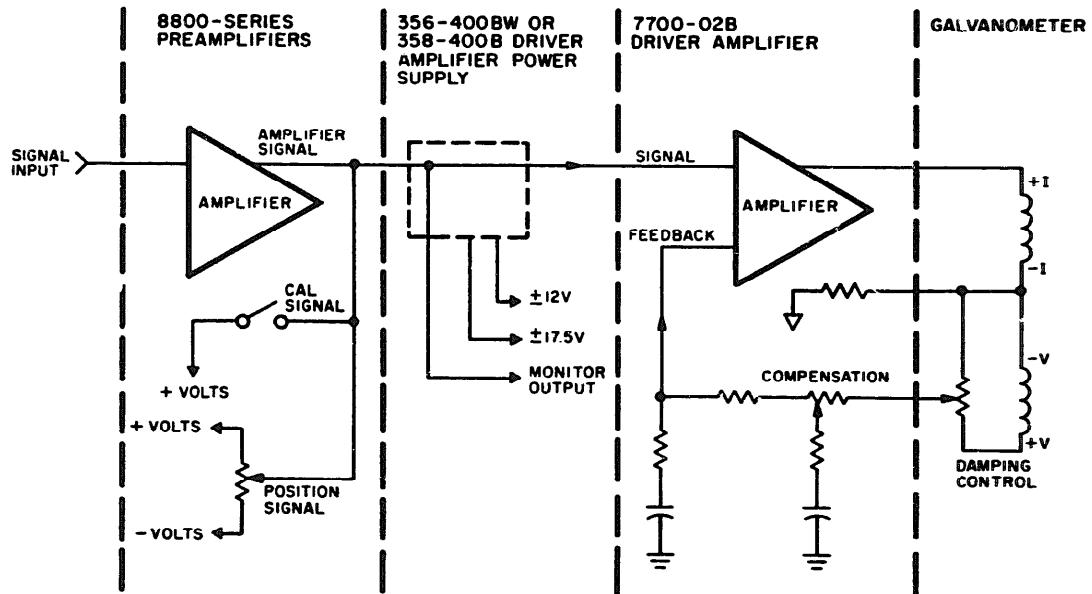 8800-SERIES
PREAMPLIFIERS
356-400BW OR
358-400B DRIVER
AMPLIFIER POWER
SUPPLY
7700-02B
DRIVER AMPLIFIER
GALVANOMETER
SIGNAL
INPUT
AMPLIFIER
SIGNAL
AMPLIFIER
SIGNAL
AMPLIFIER
FEEDBACK
+I
-I
CAL
SIGNAL
+ VOLTS
±12V
±17.5V
MONITOR
OUTPUT
COMPENSATION
-V
+V
+ VOLTS
POSITION
SIGNAL
- VOLTS
DAMPING
CONTROL